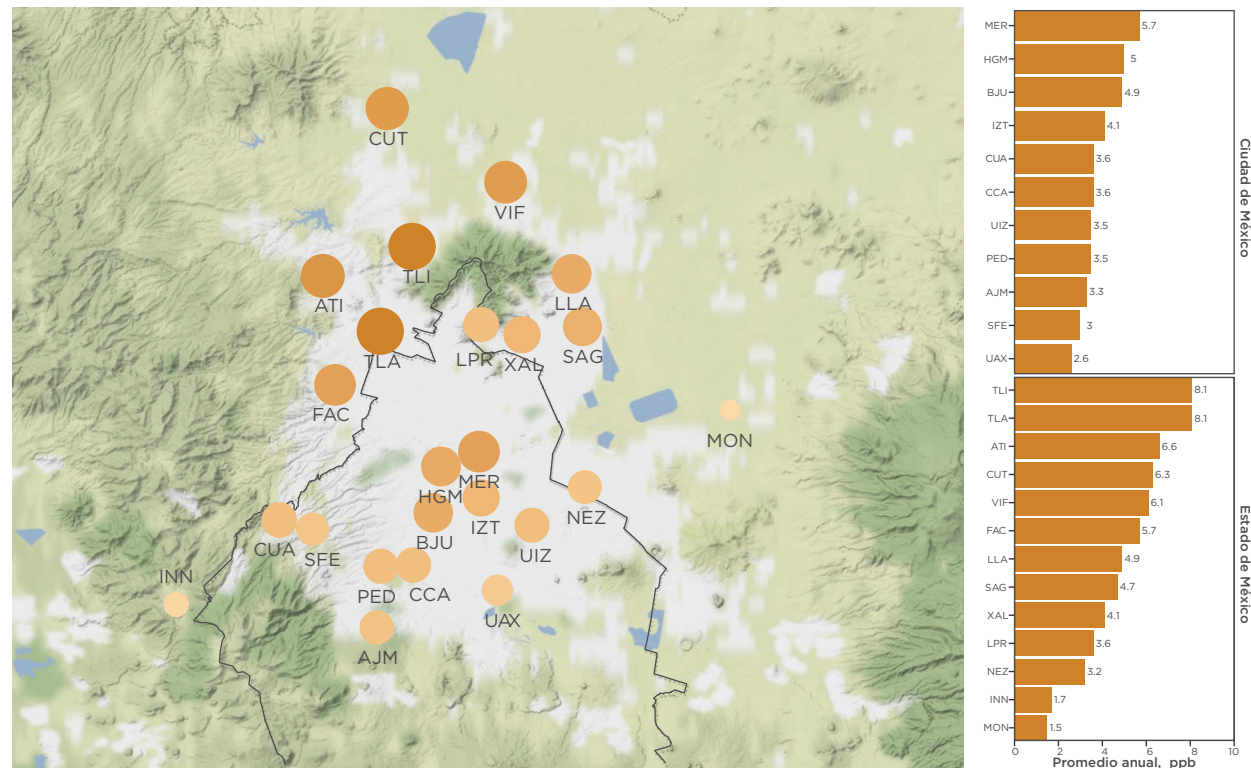 CUT
VIF
TLI
ATI
LLA
TLA
LPR
XAL
SAG
FAC
MON
MER
HGM
IZT
NEZ
BJU
UIZ
CUA
SFE
INN
PED
CCA
UAX
AJM
MER 5.7
HGM 5
BJU 4.9
IZT 4.1
CUA 3.6
CCA 3.6
UIZ 3.5
PED 3.5
AJM 3.3
SFE 3
UAX 2.6
Ciudad de México
TLI 8.1
TLA 8.1
ATI 6.6
CUT 6.3
VIF 6.1
FAC 5.7
LLA 4.9
SAG 4.7
XAL 4.1
LPR 3.6
NEZ 3.2
INN 1.7
MON 1.5
Estado de México
0 2 4 6 8 10
Promedio anual, ppb